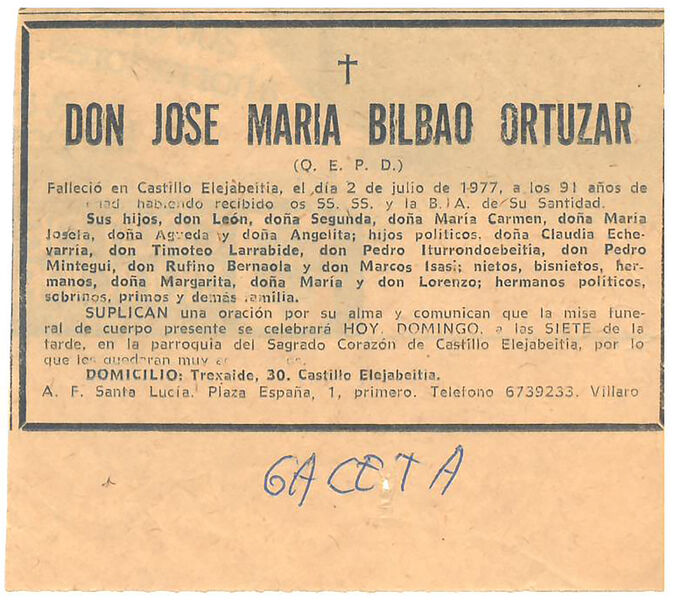 DON JOSE MARIA BILBAO ORTUZAR
(Q. E. P. D.)
Falleció en Castillo Elejabeitia, el día 2 de julio de 1977, a los 91 años de
habiendo recibido os SS. SS. y la B. A. de Su Santidad.
Sus hijos, don León, doña Segunda, doña María Carmen, doña María
Josefa, doña Agueda y doña Angelita; hijos políticos, doña Claudia Eche-
varría, don Timoteo Larrabide, don Pedro Iturrondoebeitia, don Pedro
Mintegui, don Rufino Bernaola y don Marcos Isasi; nietos, bisnietos, her-
manos, doña Margarita, doña María y don Lorenzo; hermanos políticos,
sobrinos, primos y demás familia.
SUPLICAN una oración por su alma y comunican que la misa fune-
ral de cuerpo presente se celebrará HOY, DOMINGO, a las SIETE de la
tarde, en la parroquia del Sagrado Corazón de Castillo Elejabeitia, por lo
que les quedaran muy
DOMICILIO: Trexaide, 30. Castillo Elejabeitia.
A. F. Santa Lucía. Plaza España, 1, primero. Teléfono 6739233. Villaro
GACETA